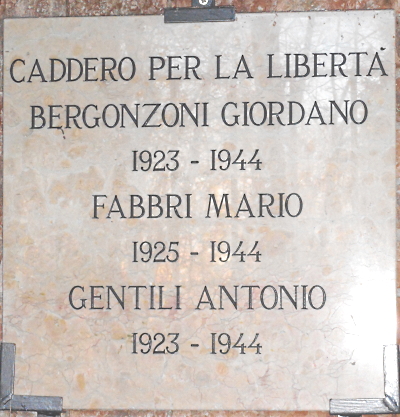 CADDERO PER LA LIBERTÀ
BERGONZONI GIORDANO
1923 - 1944
FABBRI MARIO
1925 - 1944
GENTILI ANTONIO
1923 - 1944